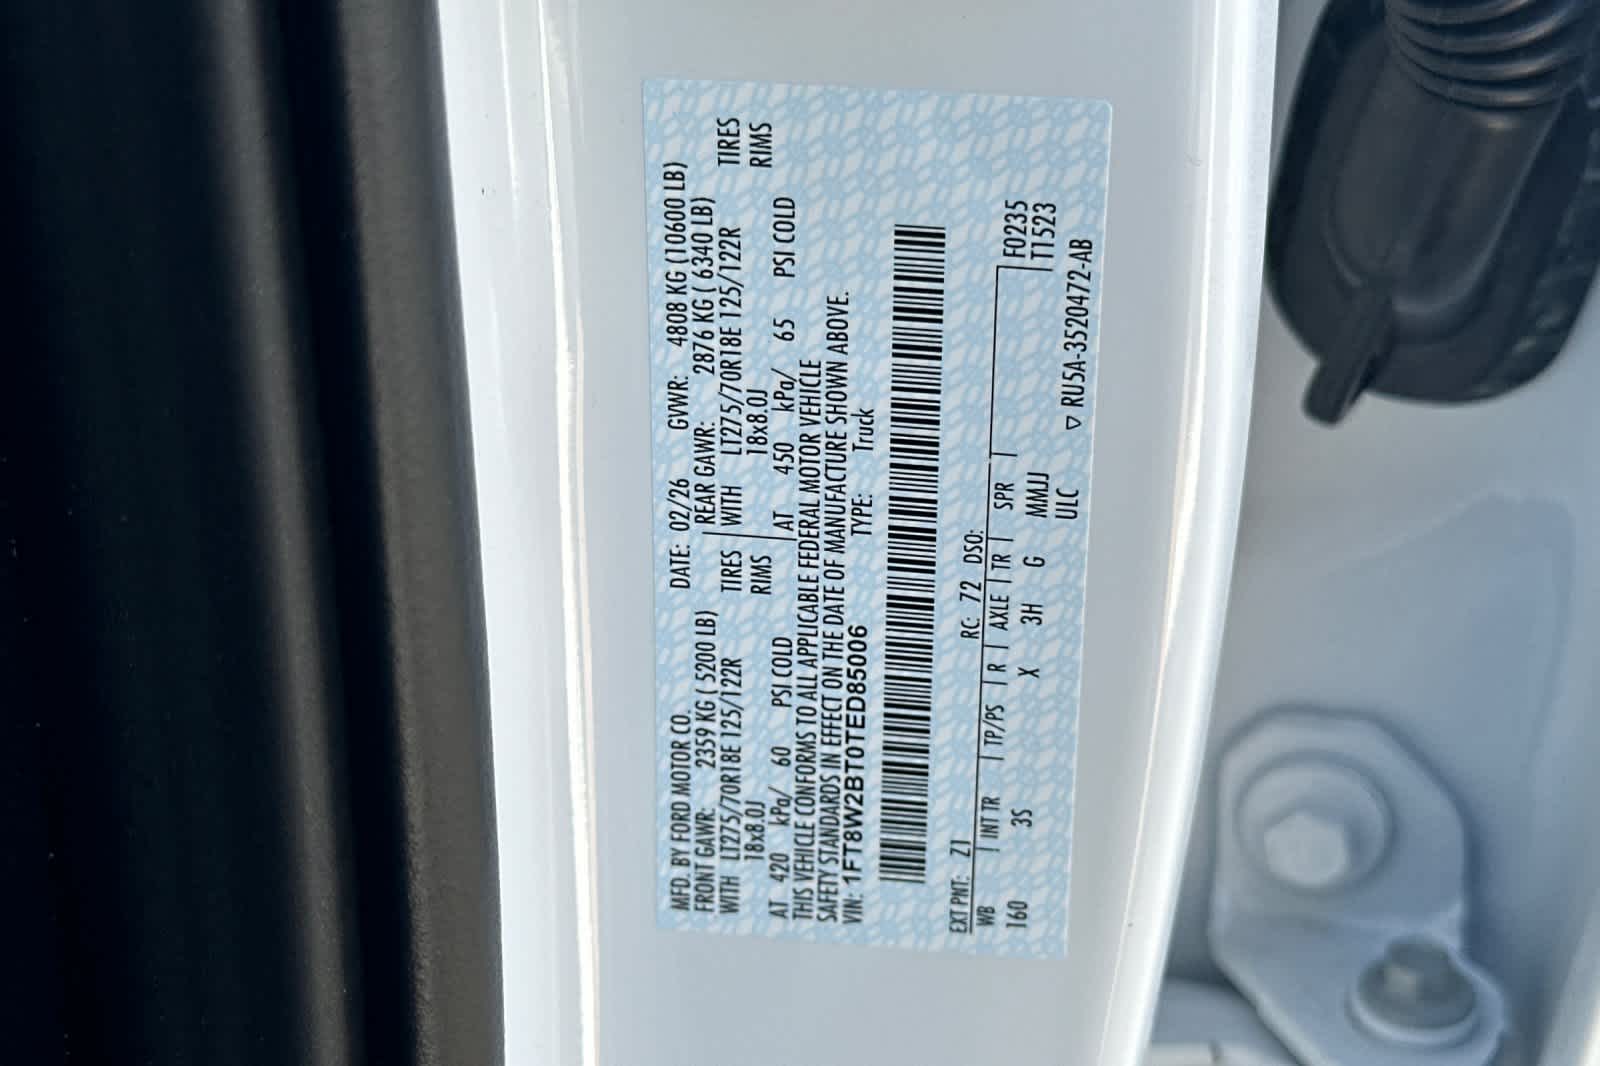 MFD. BY FORD MOTOR CO. DATE: 02/26 GVWR: 4808 KG (10600 LB)
FRONT GAWR: 2359 KG ( 5200 LB) REAR GAWR: 2876 KG ( 6340 LB)
WITH LT275/70R18E 125/122R TIRES WITH LT275/70R18E 125/122R TIRES
18x8.0J RIMS 18x8.0J RIMS
AT 420 kPa/ 60 PSI COLD AT 450 kPa/ 65 PSI COLD
THIS VEHICLE CONFORMS TO ALL APPLICABLE FEDERAL MOTOR VEHICLE
SAFETY STANDARDS IN EFFECT ON THE DATE OF MANUFACTURE SHOWN ABOVE.
VIN: 1FT8W2BT0TED85006 TYPE: Truck
EXT PNT: Z1 RC: 72 DSO: F0235
WB INT TR TP/PS R AXLE TR SPR T1523
160 3S X 3H G MMJJ
ULC ▽ RU5A-3520472-AB